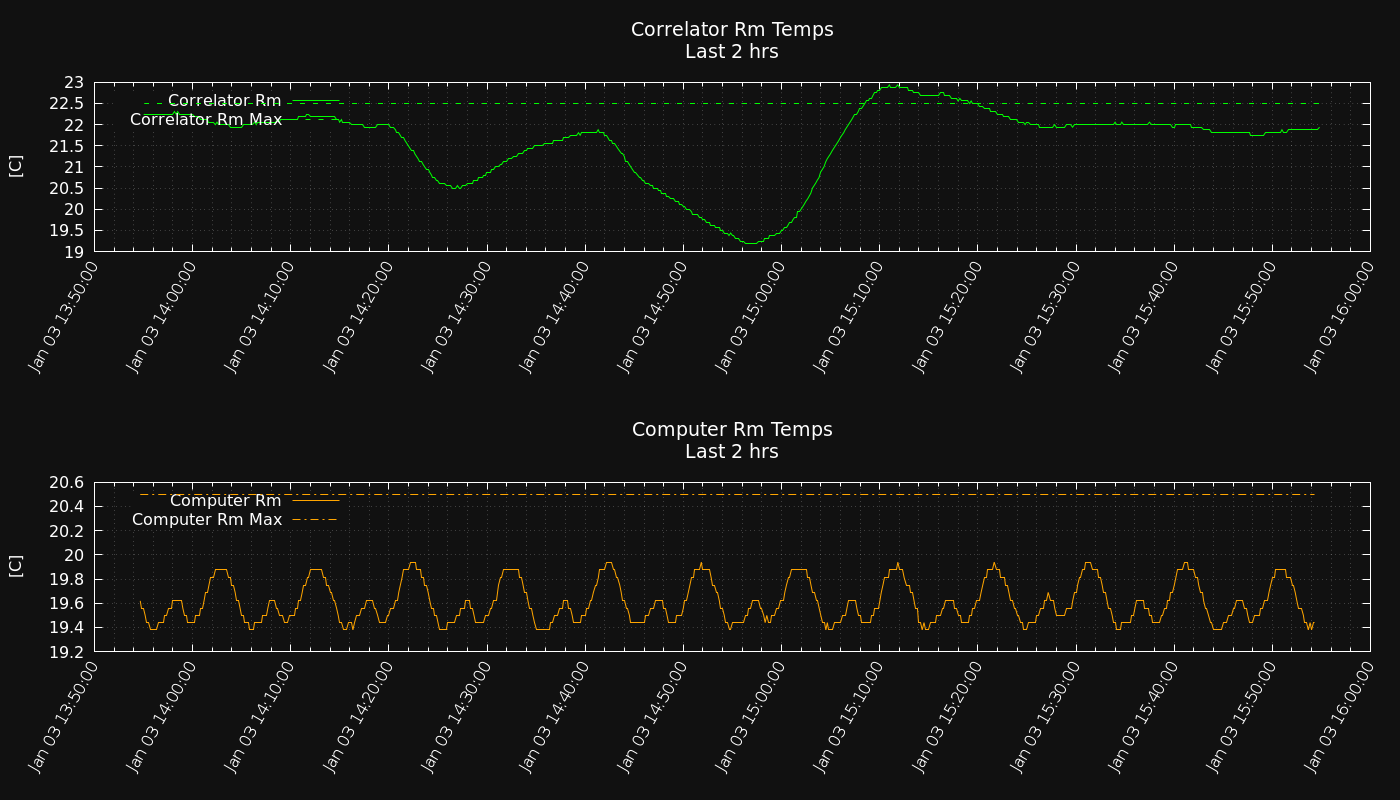 Correlator Rm Temps
Last 2 hrs
[C]
23
22.5
22
21.5
21
20.5
20
19.5
19
Correlator Rm
Correlator Rm Max
Jan 03 13:50:00
Jan 03 14:00:00
Jan 03 14:10:00
Jan 03 14:20:00
Jan 03 14:30:00
Jan 03 14:40:00
Jan 03 14:50:00
Jan 03 15:00:00
Jan 03 15:10:00
Jan 03 15:20:00
Jan 03 15:30:00
Jan 03 15:40:00
Jan 03 15:50:00
Jan 03 16:00:00
Computer Rm Temps
Last 2 hrs
[C]
20.6
20.4
20.2
20
19.8
19.6
19.4
19.2
Computer Rm
Computer Rm Max
Jan 03 13:50:00
Jan 03 14:00:00
Jan 03 14:10:00
Jan 03 14:20:00
Jan 03 14:30:00
Jan 03 14:40:00
Jan 03 14:50:00
Jan 03 15:00:00
Jan 03 15:10:00
Jan 03 15:20:00
Jan 03 15:30:00
Jan 03 15:40:00
Jan 03 15:50:00
Jan 03 16:00:00